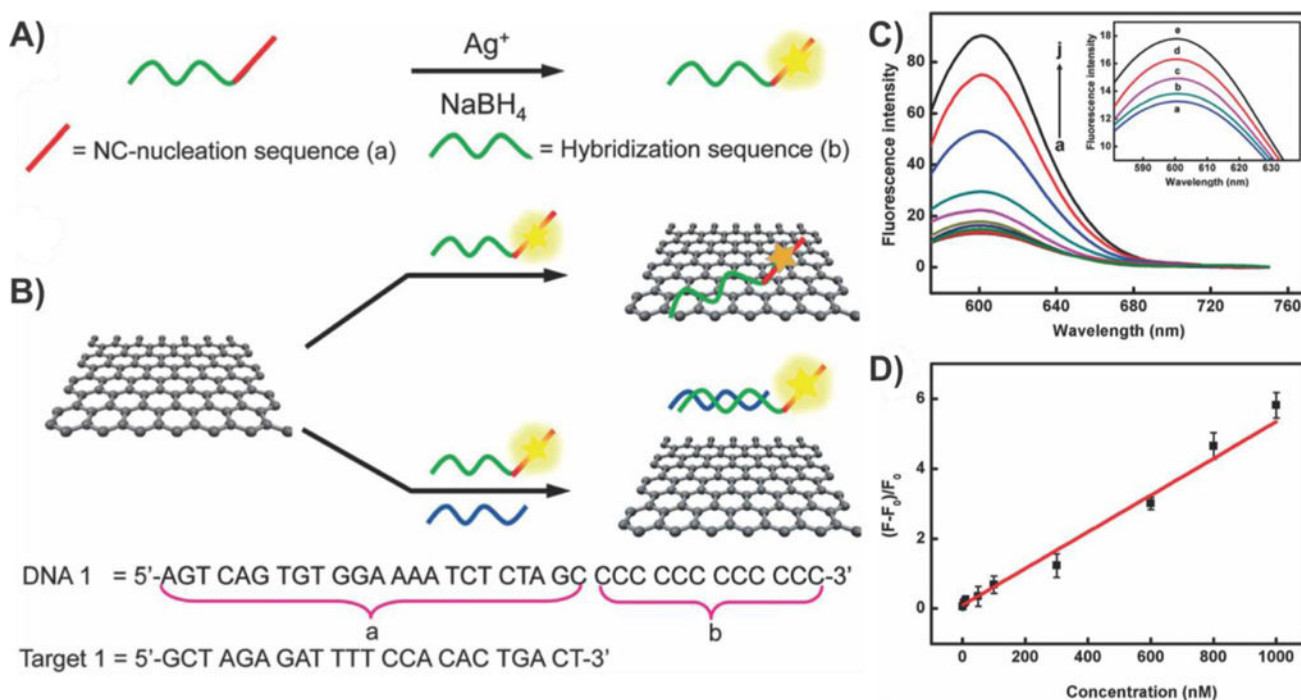 A)
Ag⁺
NaBH₄
= NC-nucleation sequence (a)
= Hybridization sequence (b)
B)
DNA 1 = 5’-AGT CAG TGT GGA AAA TCT CTA GC CCC CCC CCC CCC-3’
a
b
Target 1 = 5’-GCT AGA GAT TTT CCA CAC TGA CT-3’
C)
Fluorescence intensity
80
60
40
20
0
600
640
680
720
760
Wavelength (nm)
j
a
Fluorescence intensity
18
16
14
12
10
e
d
c
b
a
590
600
610
620
630
Wavelength (nm)
D)
(F-F₀)/F₀
6
4
2
0
0
200
400
600
800
1000
Concentration (nM)